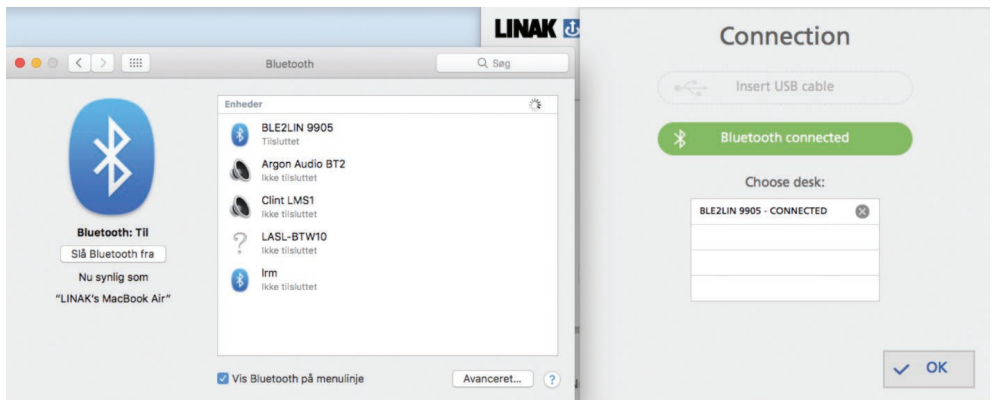 LINAK
Bluetooth
Søg
Enheder
BLE2LIN 9905
Tilsluttet
Argon Audio BT2
Ikke tilsluttet
Clint LMS1
Ikke tilsluttet
LASL-BTW10
Ikke tilsluttet
Irm
Ikke tilsluttet
Bluetooth: Til
Slå Bluetooth fra
Nu synlig som
"LINAK's MacBook Air"
Vis Bluetooth på menulinje
Avanceret...
?
Connection
Insert USB cable
Bluetooth connected
Choose desk:
BLE2LIN 9905 - CONNECTED
OK